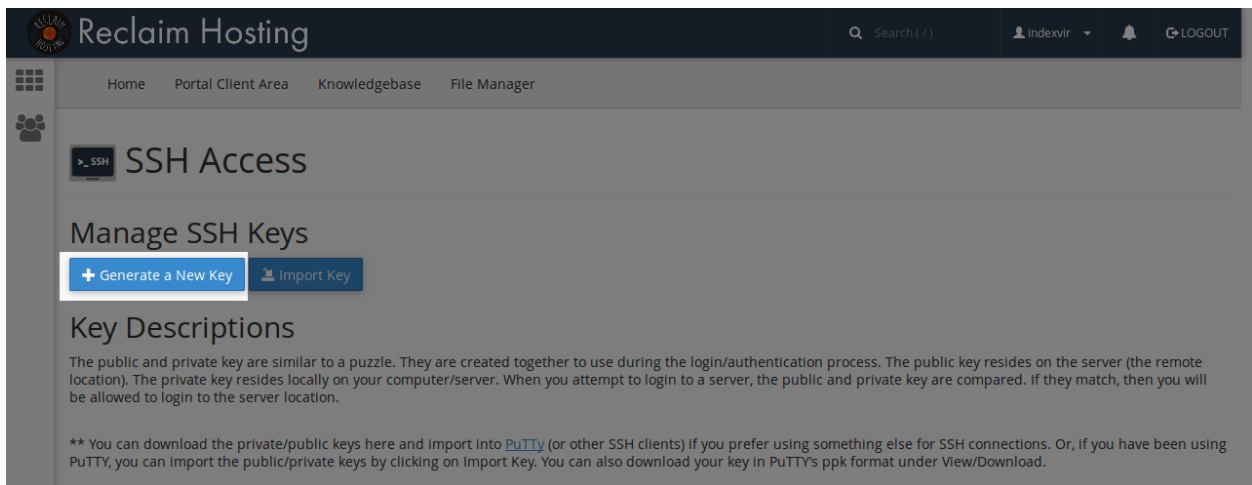 RECLAIM HOSTING Reclaim Hosting Search ( / ) indexvir LOGOUT
Home Portal Client Area Knowledgebase File Manager
>_ SSH SSH Access
Manage SSH Keys
+ Generate a New Key Import Key
Key Descriptions
The public and private key are similar to a puzzle. They are created together to use during the login/authentication process. The public key resides on the server (the remote
location). The private key resides locally on your computer/server. When you attempt to login to a server, the public and private key are compared. If they match, then you will
be allowed to login to the server location.
** You can download the private/public keys here and import into PuTTy (or other SSH clients) if you prefer using something else for SSH connections. Or, if you have been using
PuTTY, you can import the public/private keys by clicking on Import Key. You can also download your key in PuTTY's ppk format under View/Download.